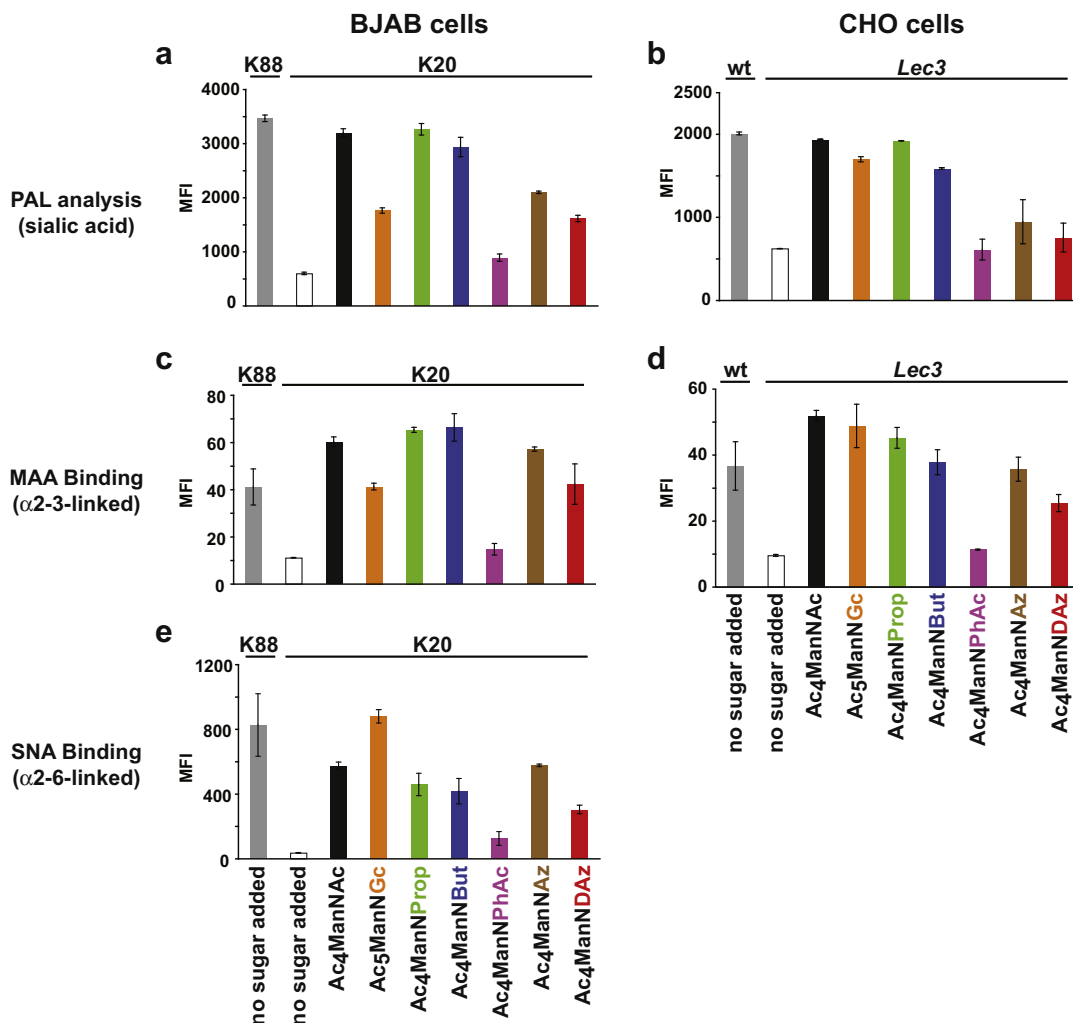 BJAB cells
CHO cells
a
K88
K20
PAL analysis
(sialic acid)
MFI
4000
3000
2000
1000
0
b
wt
Lec3
MFI
2500
2000
1500
1000
500
0
c
K88
K20
MAA Binding
(α2-3-linked)
MFI
80
60
40
20
0
d
wt
Lec3
MFI
60
40
20
0
no sugar added
no sugar added
Ac4ManNAc
Ac5ManNGc
Ac4ManNProp
Ac4ManNBut
Ac4ManNPhAc
Ac4ManNAz
Ac4ManNDAz
e
K88
K20
SNA Binding
(α2-6-linked)
MFI
1200
800
400
0
no sugar added
no sugar added
Ac4ManNAc
Ac5ManNGc
Ac4ManNProp
Ac4ManNBut
Ac4ManNPhAc
Ac4ManNAz
Ac4ManNDAz